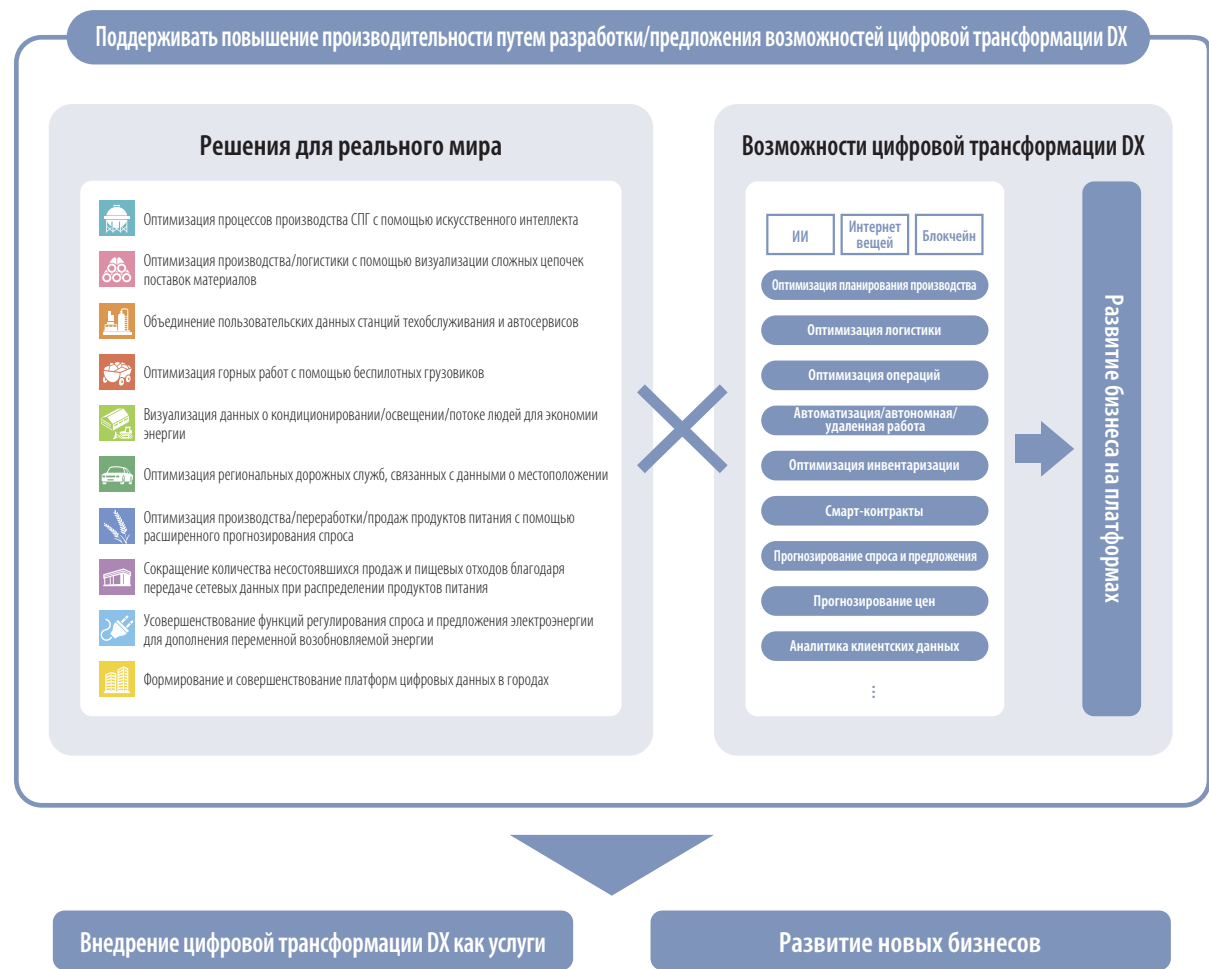 Поддерживать повышение производительности путем разработки/предложения возможностей цифровой трансформации DX
Решения для реального мира
Оптимизация процессов производства СПГ с помощью искусственного интеллекта
Оптимизация производства/логистики с помощью визуализации сложных цепочек
поставок материалов
Объединение пользовательских данных станций техобслуживания и автосервисов
Оптимизация горных работ с помощью беспилотных грузовиков
Визуализация данных о кондиционировании/освещении/потоке людей для экономии
энергии
Оптимизация региональных дорожных служб, связанных с данными о местоположении
Оптимизация производства/переработки/продаж продуктов питания с помощью
расширенного прогнозирования спроса
Сокращение количества несостоявшихся продаж и пищевых отходов благодаря
передаче сетевых данных при распределении продуктов питания
Усовершенствование функций регулирования спроса и предложения электроэнергии
для дополнения переменной возобновляемой энергии
Формирование и совершенствование платформ цифровых данных в городах
Возможности цифровой трансформации DX
ИИ
Интернет
вещей
Блокчейн
Оптимизация планирования производства
Оптимизация логистики
Оптимизация операций
Автоматизация/автономная/
удаленная работа
Оптимизация инвентаризации
Смарт-контракты
Прогнозирование спроса и предложения
Прогнозирование цен
Аналитика клиентских данных
⋮
Развитие бизнеса на платформах
Внедрение цифровой трансформации DX как услуги
Развитие новых бизнесов